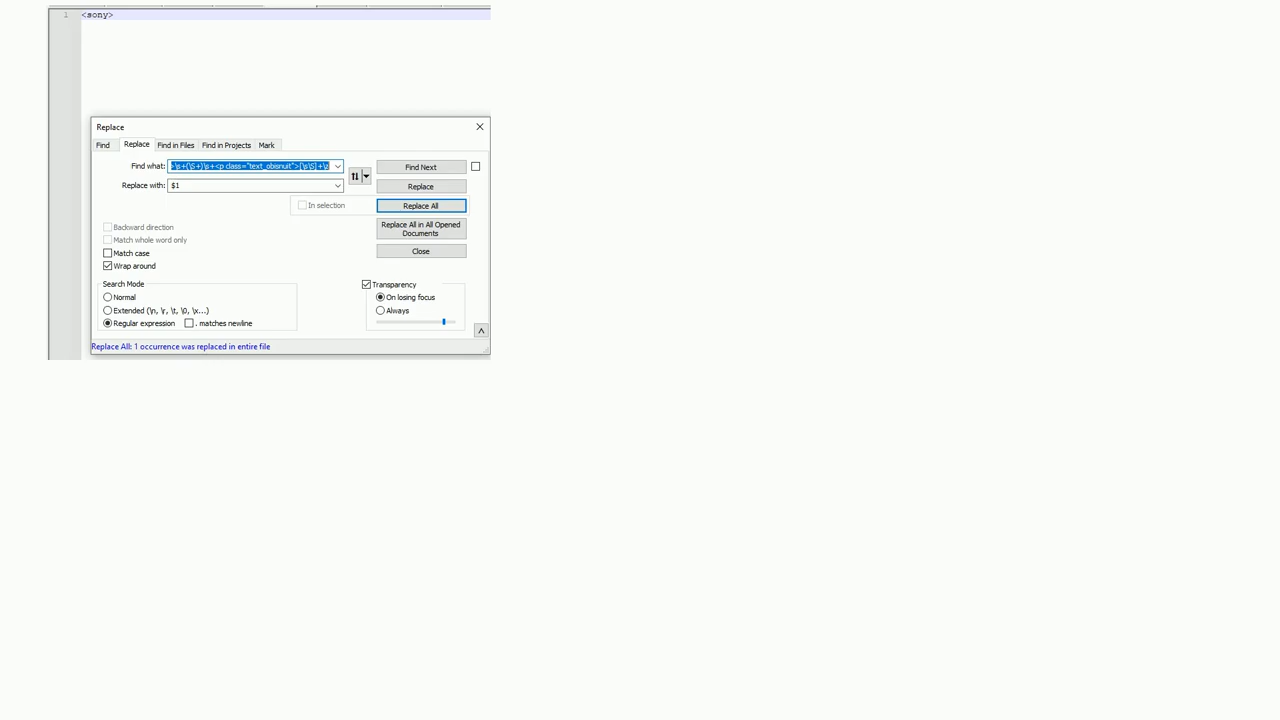 1 <sony>
Replace
Find Replace Find in Files Find in Projects Mark
Find what: >\s+(\S+)\s+<p class="text_obisnuit">[\s\S]+\z Find Next
Replace with: $1 Replace
In selection Replace All
Backward direction Replace All in All Opened Documents
Match whole word only
Match case Close
Wrap around
Search Mode Transparency
Normal On losing focus
Extended (\n, \r, \t, \0, \x...) Always
Regular expression . matches newline
Replace All: 1 occurrence was replaced in entire file